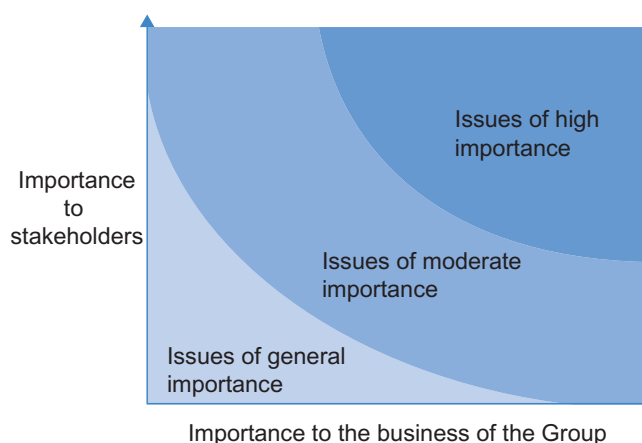 Issues of high
importance
Importance
to
stakeholders
Issues of moderate
importance
Issues of general
importance
Importance to the business of the Group